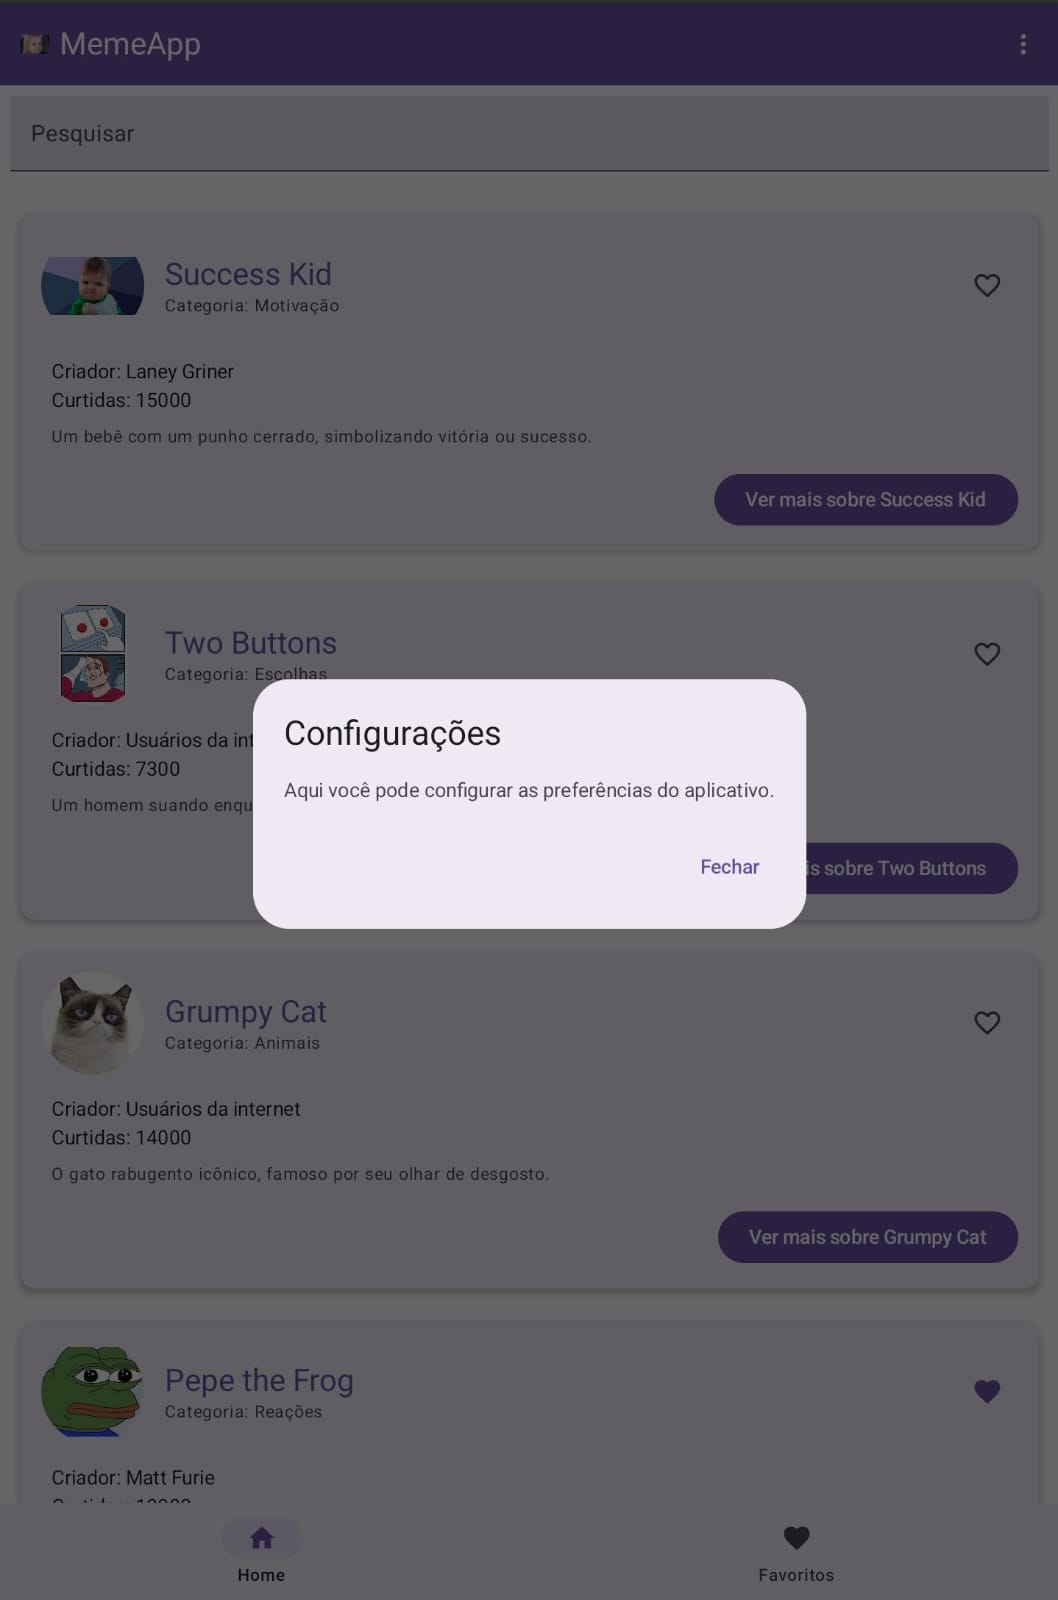 MemeApp
Pesquisar
Success Kid
Categoria: Motivação
Criador: Laney Griner
Curtidas: 15000
Um bebê com um punho cerrado, simbolizando vitória ou sucesso.
Ver mais sobre Success Kid
Two Buttons
Categoria: Escolhas
Criador: Usuários da int
Curtidas: 7300
Um homem suando enqu
is sobre Two Buttons
Configurações
Aqui você pode configurar as preferências do aplicativo.
Fechar
Grumpy Cat
Categoria: Animais
Criador: Usuários da internet
Curtidas: 14000
O gato rabugento icônico, famoso por seu olhar de desgosto.
Ver mais sobre Grumpy Cat
Pepe the Frog
Categoria: Reações
Criador: Matt Furie
Home
Favoritos